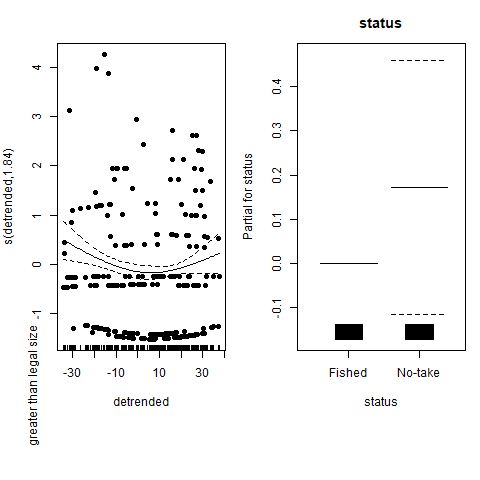 status
s(detrended,1.84)
greater than legal size
4
3
2
1
0
-1
-30
-10
10
30
detrended
Partial for status
0.4
0.3
0.2
0.1
0.0
-0.1
Fished
No-take
status